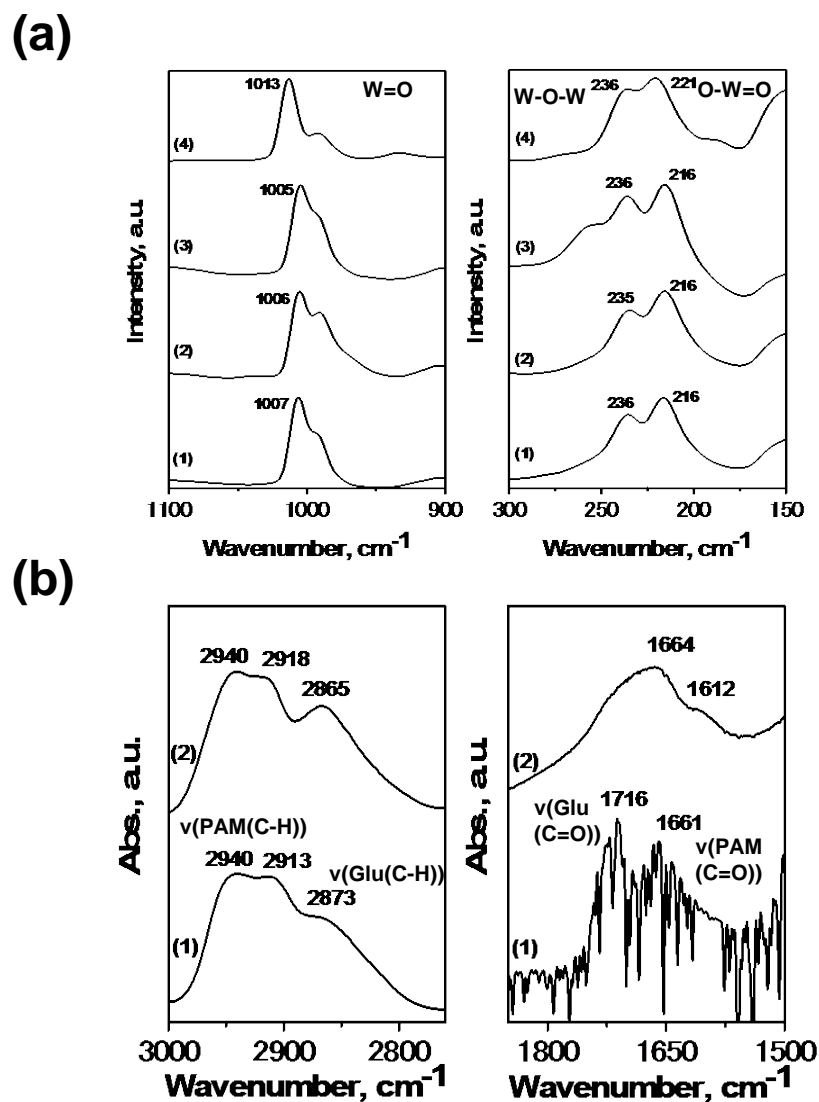 (a)
1013 W=O
(4)
1005
(3)
1006
(2)
1007
(1)
Intensity, a.u.
1100 1000 900
Wavenumber, cm-1
W-O-W 236 221 O-W=O
(4)
236 216
(3)
235 216
(2)
236 216
(1)
Intensity, a.u.
300 250 200 150
Wavenumber, cm-1
(b)
2940 2918 2865
(2)
ν(PAM(C-H))
2940 2913 ν(Glu(C-H))
2873
(1)
Abs., a.u.
3000 2900 2800
Wavenumber, cm-1
1664
1612
(2)
ν(Glu
(C=O)) 1716
1661 ν(PAM
(C=O))
(1)
Abs., a.u.
1800 1650 1500
Wavenumber, cm-1